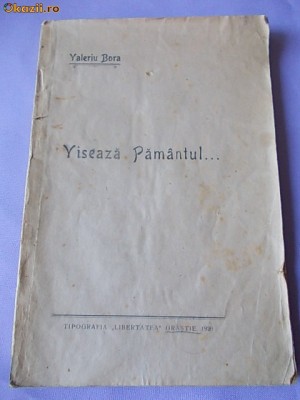 Okazii.ro
Valeriu Bora
Visează Pământul...
TIPOGRAFIA „LIBERTATEA” ORĂȘTIE